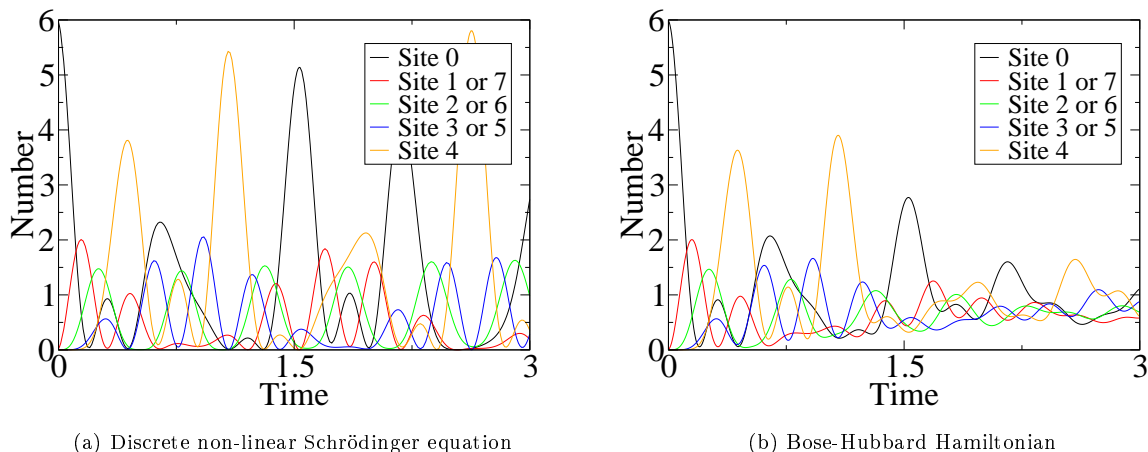 6
5
4
3
2
1
0
Number
0
1.5
3
Time
Site 0
Site 1 or 7
Site 2 or 6
Site 3 or 5
Site 4
(a) Discrete non-linear Schrödinger equation
6
5
4
3
2
1
0
Number
0
1.5
3
Time
Site 0
Site 1 or 7
Site 2 or 6
Site 3 or 5
Site 4
(b) Bose-Hubbard Hamiltonian